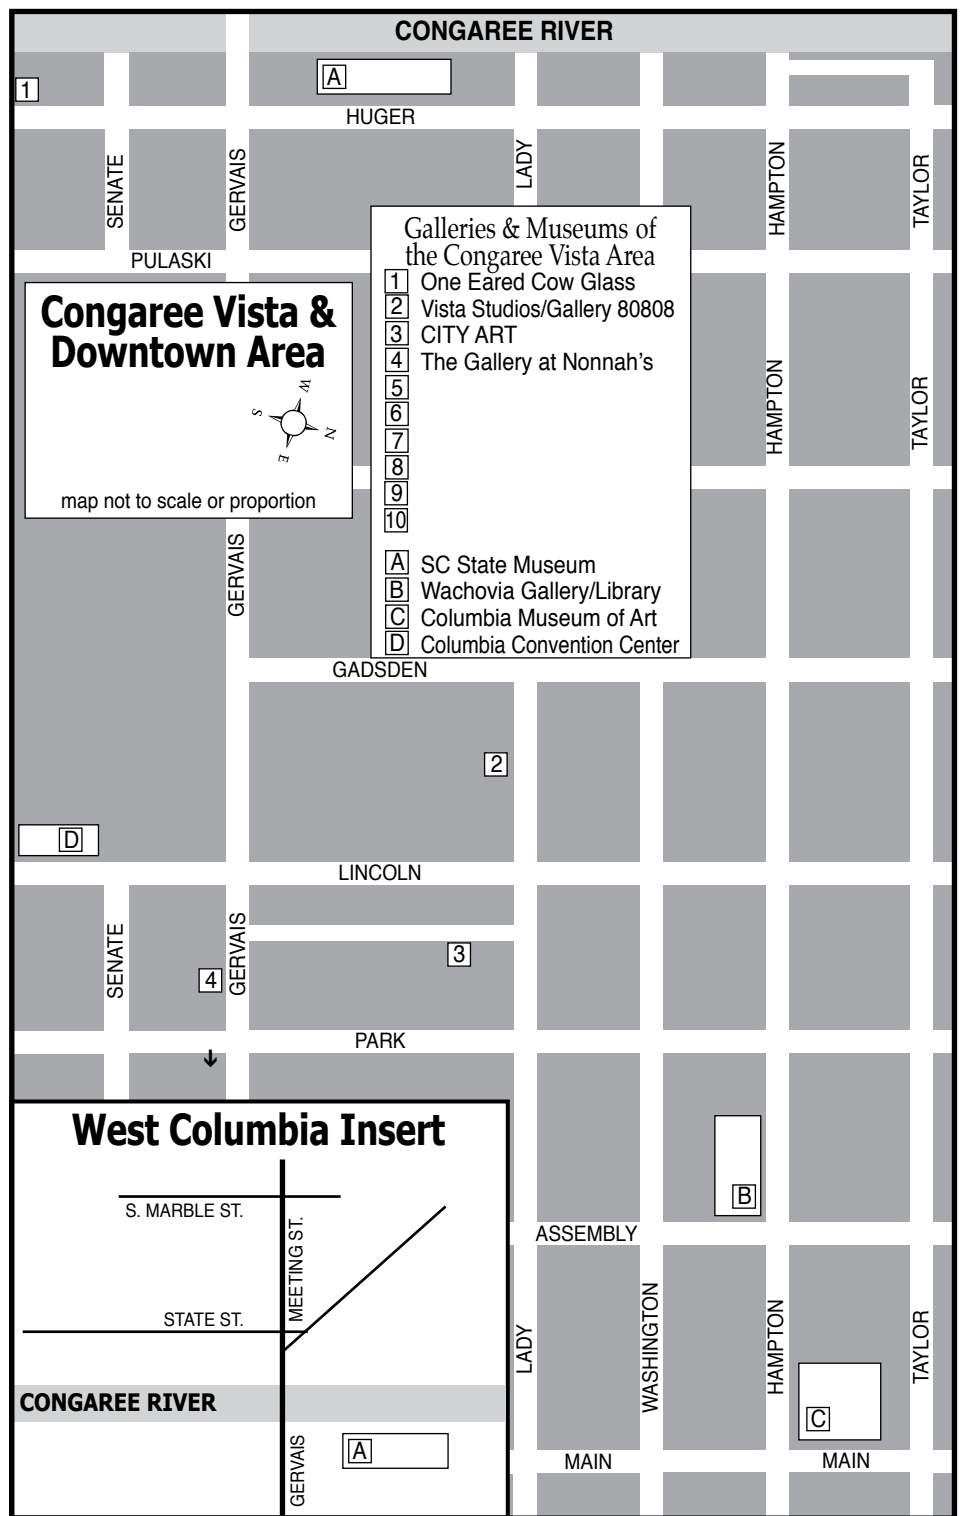 CONGAREE RIVER
A
1
HUGER
SENATE
GERVAIS
LADY
HAMPTON
TAYLOR
PULASKI
Galleries & Museums of
the Congaree Vista Area
1 One Eared Cow Glass
2 Vista Studios/Gallery 80808
3 CITY ART
4 The Gallery at Nonnah's
5
6
7
8
9
10
A SC State Museum
B Wachovia Gallery/Library
C Columbia Museum of Art
D Columbia Convention Center
Congaree Vista &
Downtown Area
W
S
N
E
map not to scale or proportion
HAMPTON
TAYLOR
GERVAIS
GADSDEN
2
D
LINCOLN
SENATE
GERVAIS
3
4
PARK
West Columbia Insert
S. MARBLE ST.
MEETING ST.
STATE ST.
CONGAREE RIVER
A
GERVAIS
B
ASSEMBLY
LADY
WASHINGTON
HAMPTON
TAYLOR
C
MAIN
MAIN